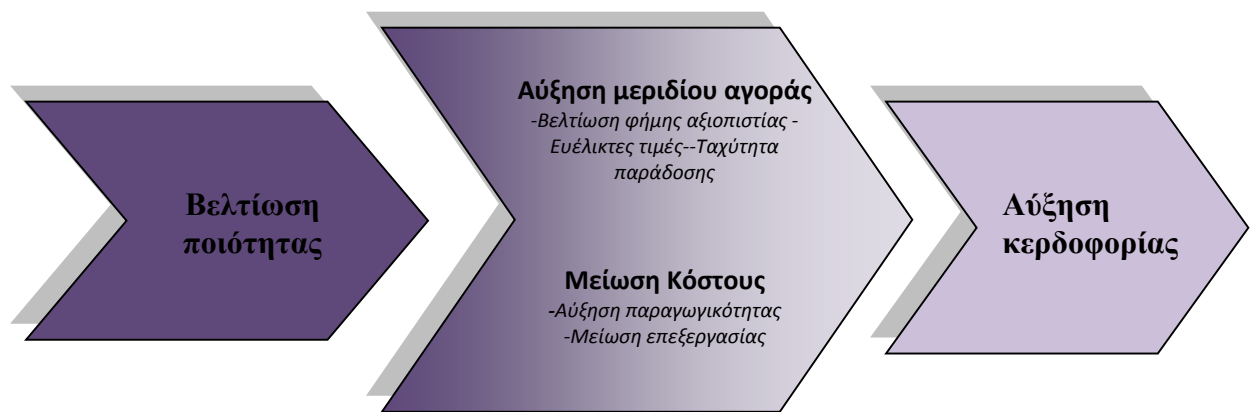 Βελτίωση
ποιότητας
Αύξηση μεριδίου αγοράς
-Βελτίωση φήμης αξιοπιστίας -
Ευέλικτες τιμές--Ταχύτητα
παράδοσης
Μείωση Κόστους
-Αύξηση παραγωγικότητας
-Μείωση επεξεργασίας
Αύξηση
κερδοφορίας